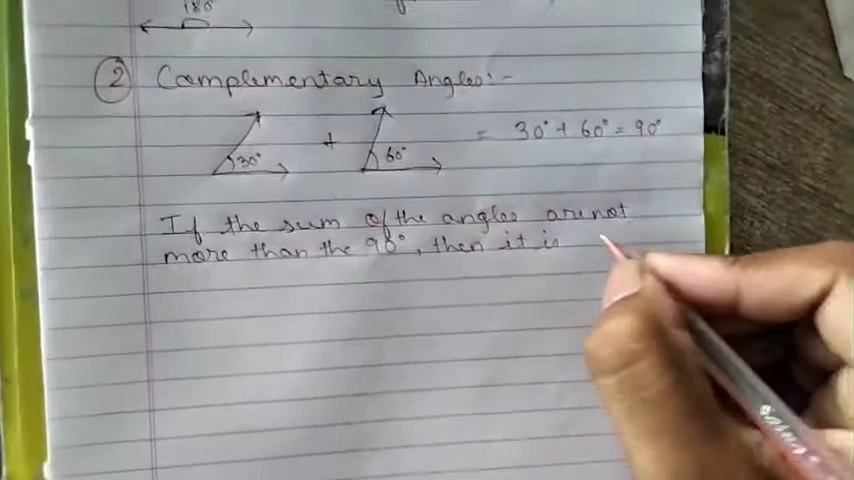 180°
② Complementary Angles:-
30° + 60° = 30° + 60° = 90°
If the sum of the angles are not
more than the 90°, then it is